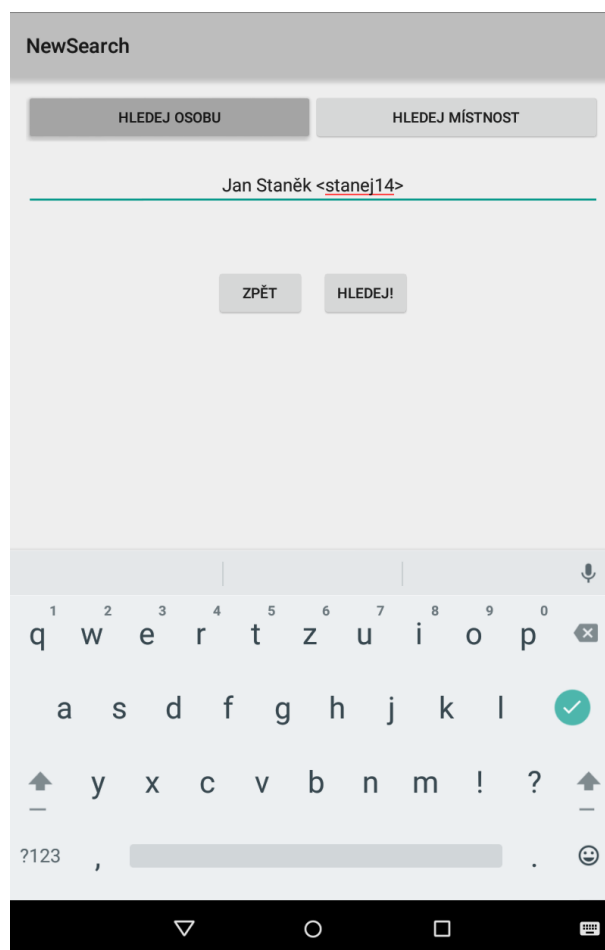 NewSearch
HLEDEJ OSOBU HLEDEJ MÍSTNOST
Jan Staněk <stanej14>
ZPĚT HLEDEJ!
1 2 3 4 5 6 7 8 9 0
q w e r t z u i o p
a s d f g h j k l
y x c v b n m ! ?
?123 , .